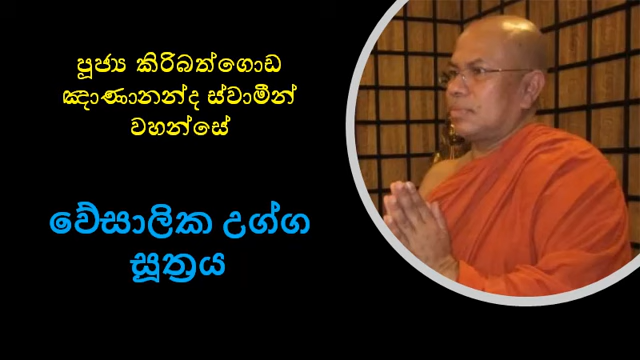 පූජ්‍ය කිරිබත්ගොඩ
ඤාණානන්ද ස්වාමීන්
වහන්සේ
වේසාලික උග්ග
සූත්‍රය